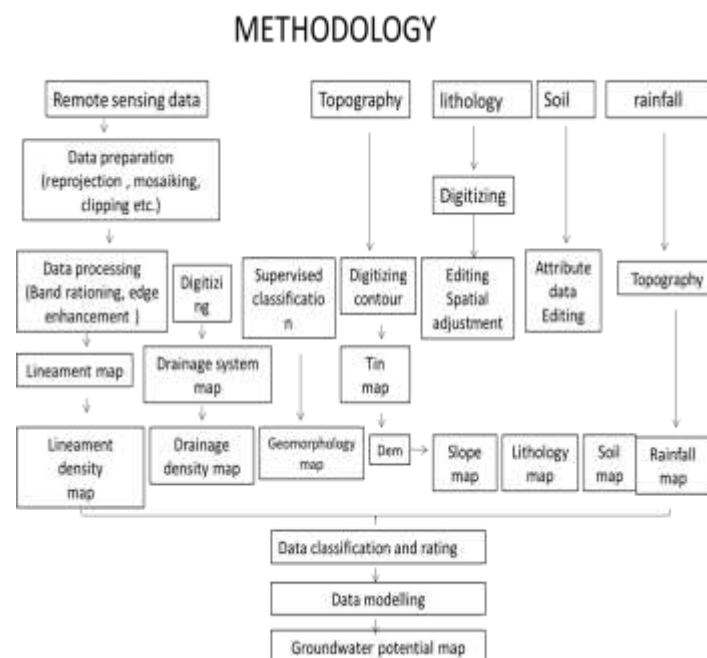 METHODOLOGY
Remote sensing data
Topography
lithology
Soil
rainfall
Data preparation
(reprojection , mosaiking,
clipping etc.)
Digitizing
Data processing
(Band rationing, edge
enhancement )
Digitizi
ng
Supervised
classificatio
n
Digitizing
contour
Editing
Spatial
adjustment
Attribute
data
Editing
Topography
Lineament map
Drainage system
map
Tin
map
Lineament
density
map
Drainage
density map
Geomorphology
map
Dem
Slope
map
Lithology
map
Soil
map
Rainfall
map
Data classification and rating
Data modelling
Groundwater potential map